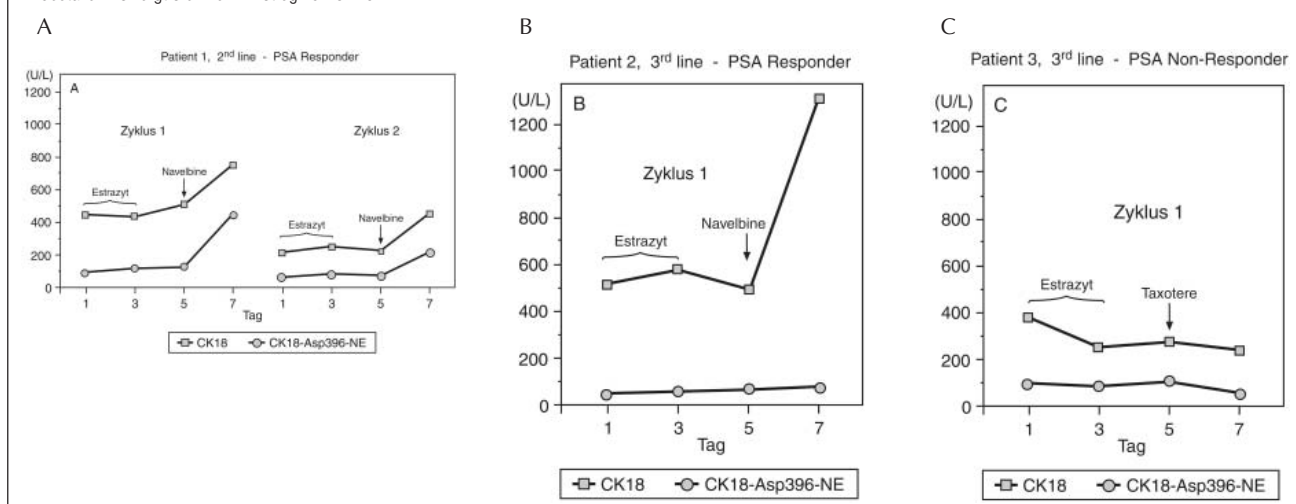 A
B
C
Patient 1, 2nd line - PSA Responder
(U/L)
A
1200
1000
800
600
400
200
0
Zyklus 1
Zyklus 2
Estrazyt
Navelbine
Estrazyt
Navelbine
1 3 5 7 1 3 5 7
Tag
CK18 CK18-Asp396-NE
Patient 2, 3rd line - PSA Responder
(U/L)
B
1200
1000
800
600
400
200
0
Zyklus 1
Navelbine
Estrazyt
1 3 5 7
Tag
CK18 CK18-Asp396-NE
Patient 3, 3rd line - PSA Non-Responder
(U/L)
C
1200
1000
800
600
400
200
0
Zyklus 1
Estrazyt
Taxotere
1 3 5 7
Tag
CK18 CK18-Asp396-NE